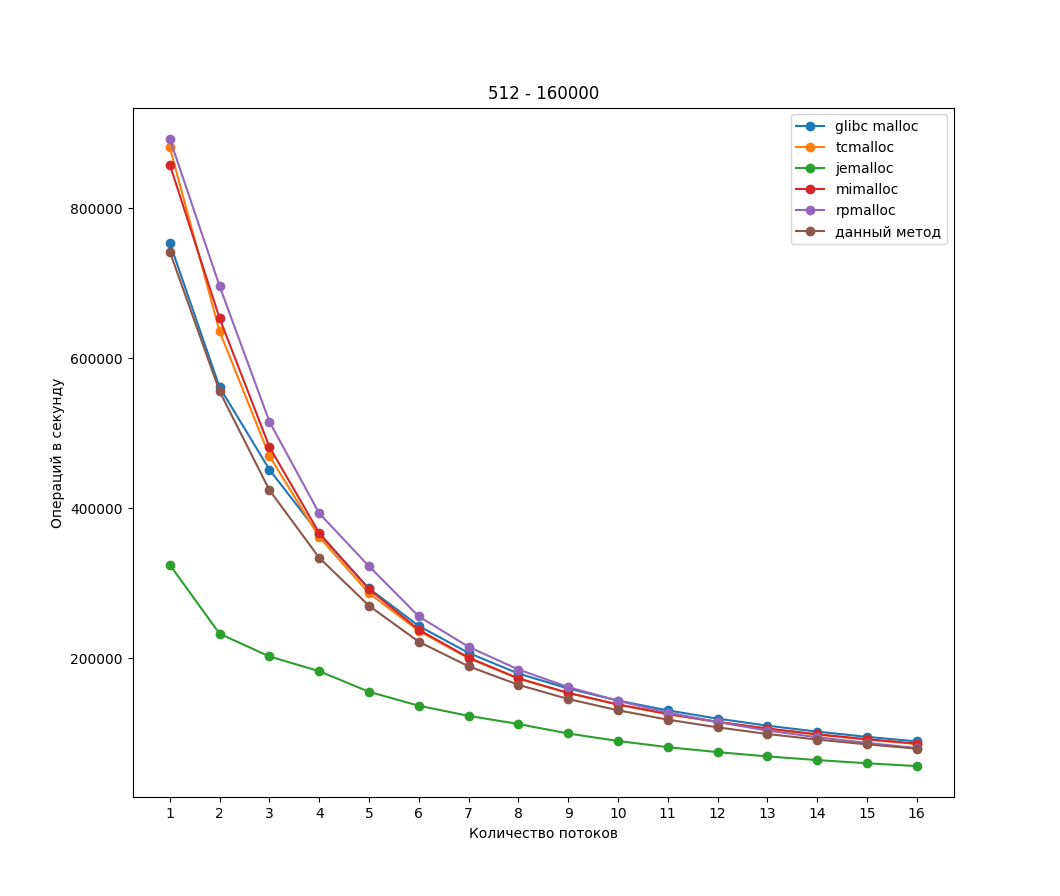 512 - 160000
glibc malloc
tcmalloc
jemalloc
mimalloc
rpmalloc
данный метод
800000
600000
400000
200000
Операций в секунду
1 2 3 4 5 6 7 8 9 10 11 12 13 14 15 16
Количество потоков